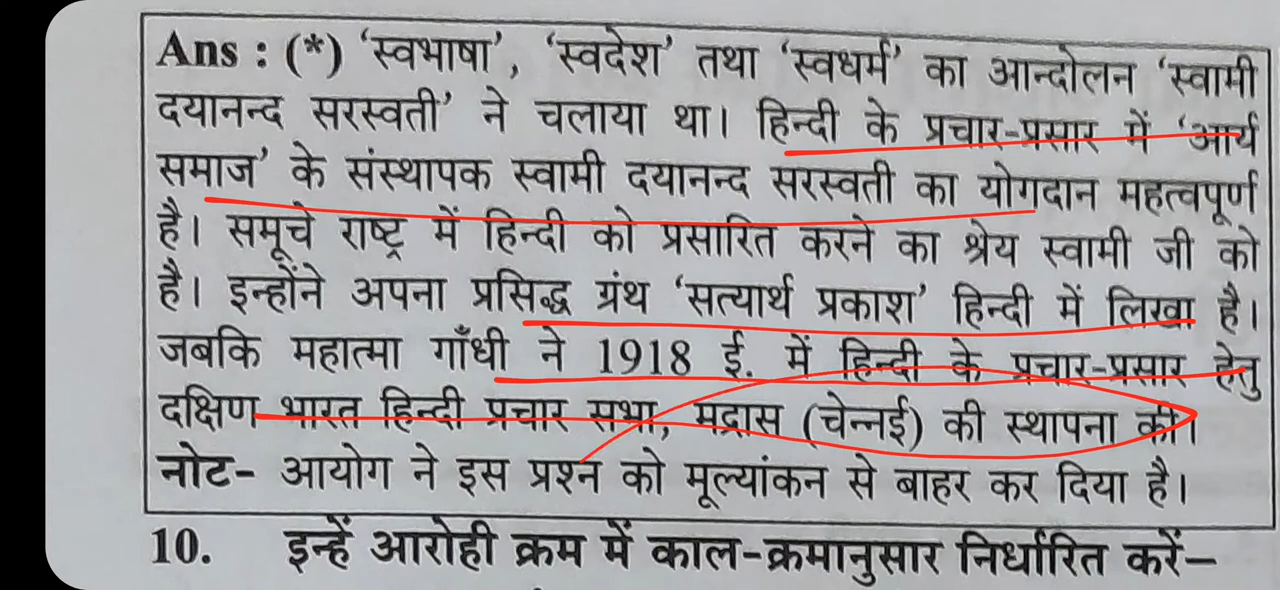 Ans : (*) ‘स्वभाषा’, ‘स्वदेश’ तथा ‘स्वधर्म’ का आन्दोलन ‘स्वामी
दयानन्द सरस्वती’ ने चलाया था। हिन्दी के प्रचार-प्रसार में ‘आर्य
समाज’ के संस्थापक स्वामी दयानन्द सरस्वती का योगदान महत्वपूर्ण
है। समूचे राष्ट्र में हिन्दी को प्रसारित करने का श्रेय स्वामी जी को
है। इन्होंने अपना प्रसिद्ध ग्रंथ ‘सत्यार्थ प्रकाश’ हिन्दी में लिखा है।
जबकि महात्मा गाँधी ने 1918 ई. में हिन्दी के प्रचार-प्रसार हेतु
दक्षिण भारत हिन्दी प्रचार सभा, मद्रास (चेन्नई) की स्थापना की।
नोट- आयोग ने इस प्रश्न को मूल्यांकन से बाहर कर दिया है।
10. इन्हें आरोही क्रम में काल-क्रमानुसार निर्धारित करें–